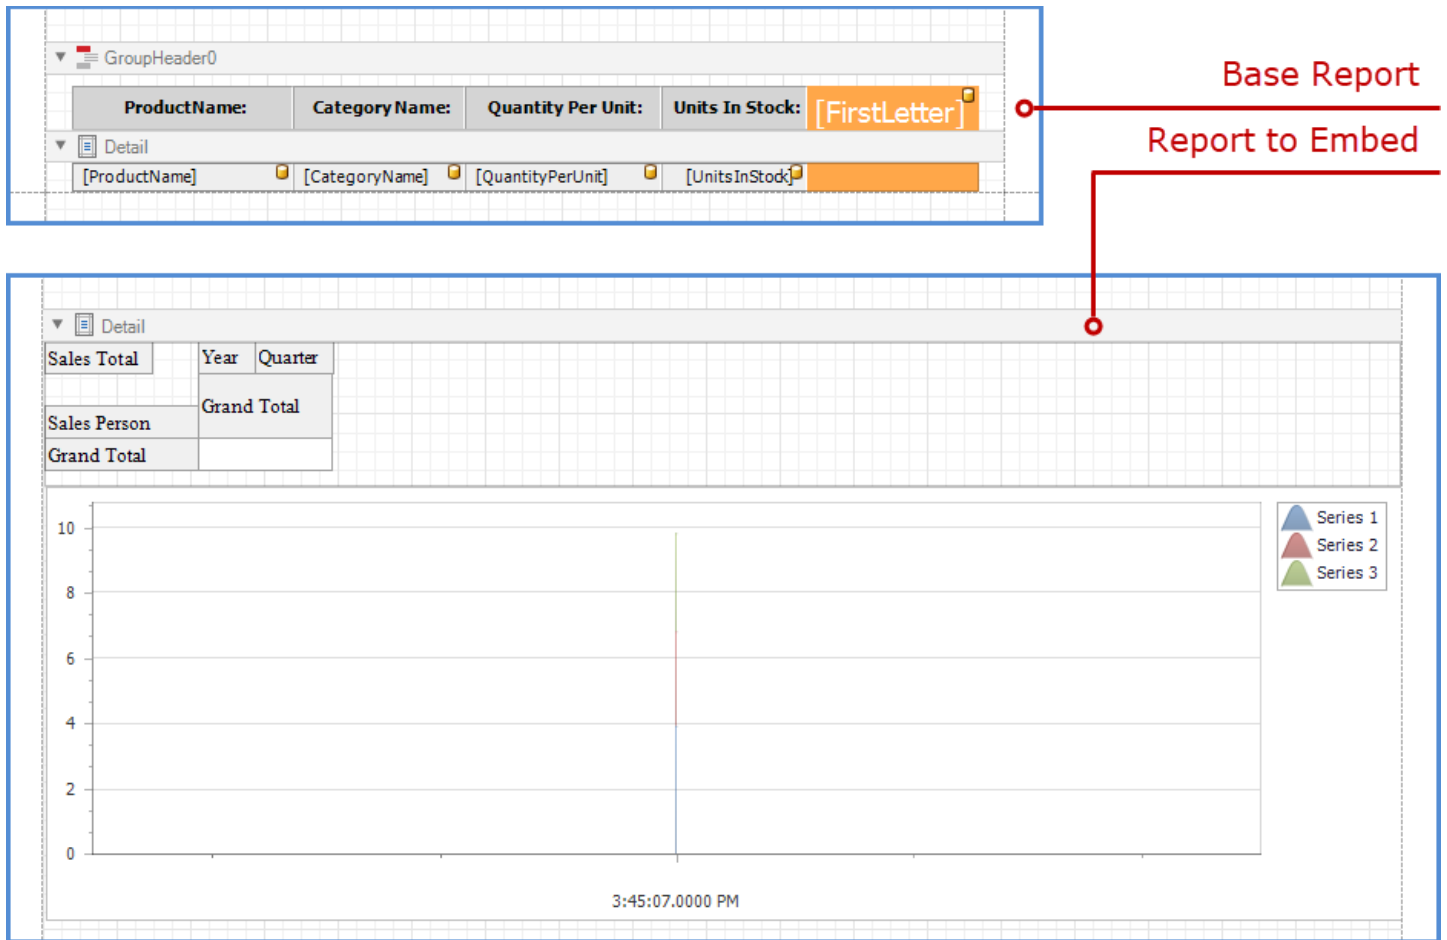 GroupHeader0
Base Report
ProductName: Category Name: Quantity Per Unit: Units In Stock: [FirstLetter]
Report to Embed
Detail
[ProductName] [CategoryName] [QuantityPerUnit] [UnitsInStock]
Detail
Sales Total Year Quarter
Grand Total
Sales Person
Grand Total
10
Series 1
Series 2
Series 3
8
6
4
2
0
3:45:07.0000 PM